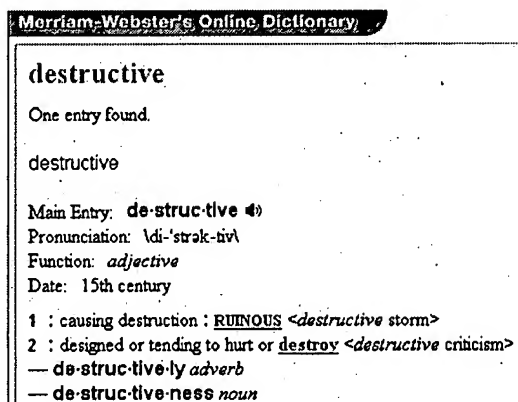 Merriam-Webster's Online Dictionary
destructive
One entry found.
destructive
Main Entry: de·struc·tive
Pronunciation: \di-ˈstrək-tiv\
Function: adjective
Date: 15th century
1 : causing destruction : RUINOUS <destructive storm>
2 : designed or tending to hurt or destroy <destructive criticism>
— de·struc·tive·ly adverb
— de·struc·tive·ness noun